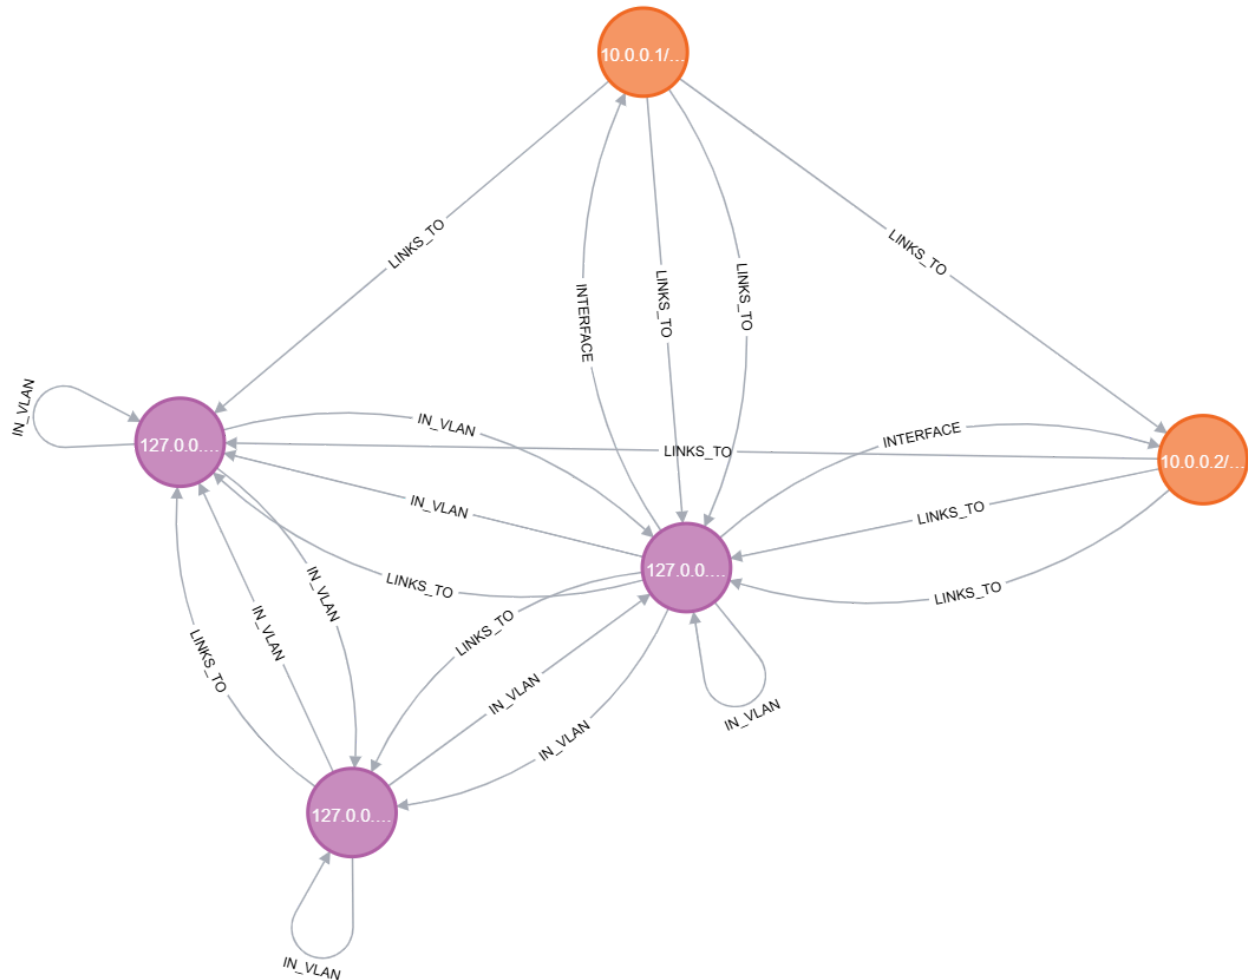 10.0.0.1/...
LINKS_TO
LINKS_TO
LINKS_TO
LINKS_TO
INTERFACE
IN_VLAN
IN_VLAN
INTERFACE
127.0.0....
LINKS_TO
10.0.0.2/...
IN_VLAN
LINKS_TO
127.0.0....
LINKS_TO
LINKS_TO
IN_VLAN
LINKS_TO
IN_VLAN
LINKS_TO
IN_VLAN
IN_VLAN
IN_VLAN
127.0.0....
IN_VLAN